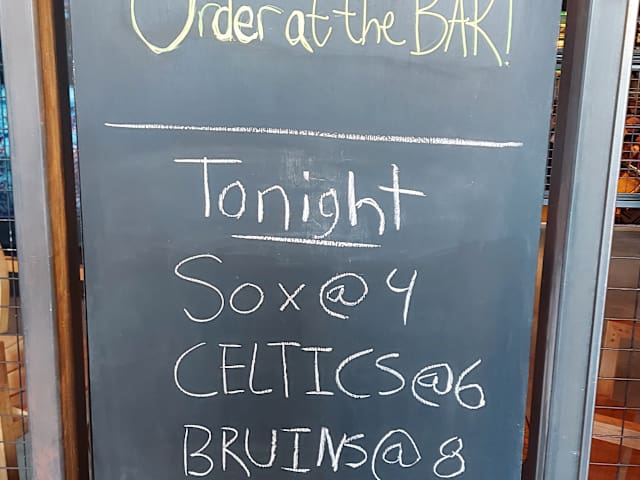 Order at the BAR!
Tonight
Sox @ 4
CELTICS @ 6
BRUINS @ 8